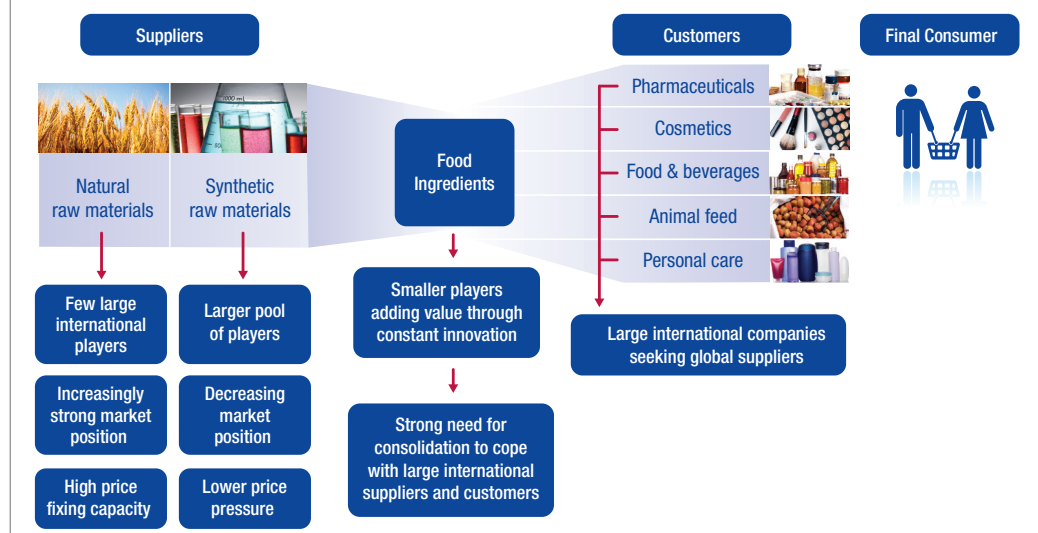 Suppliers
Customers
Final Consumer
Natural
raw materials
Synthetic
raw materials
Food
Ingredients
Pharmaceuticals
Cosmetics
Food & beverages
Animal feed
Personal care
Few large
international
players
Increasingly
strong market
position
High price
fixing capacity
Larger pool
of players
Decreasing
market
position
Lower price
pressure
Smaller players
adding value through
constant innovation
Strong need for
consolidation to cope
with large international
suppliers and customers
Large international companies
seeking global suppliers